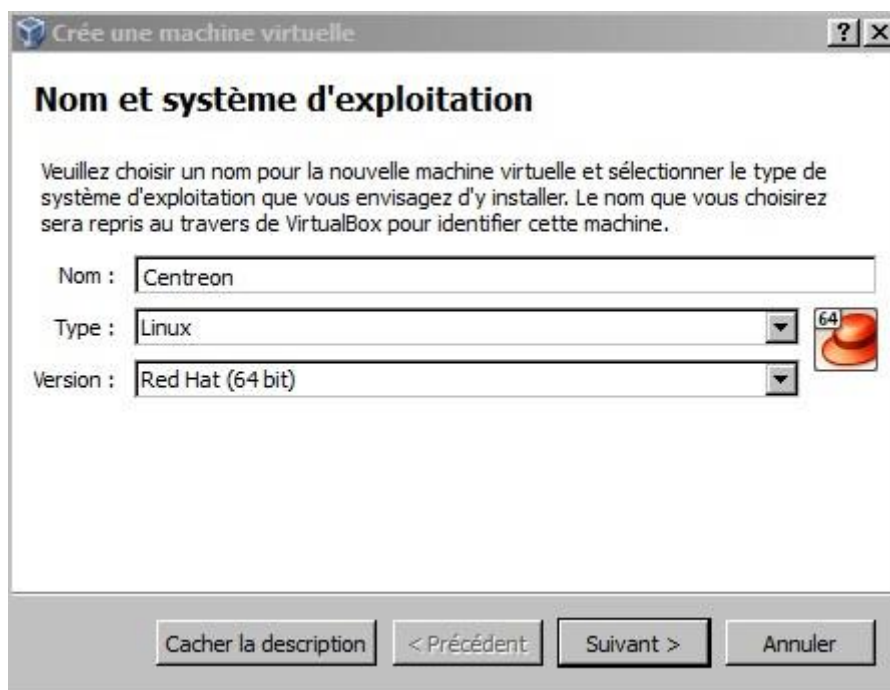 Crée une machine virtuelle
Nom et système d'exploitation
Veuillez choisir un nom pour la nouvelle machine virtuelle et sélectionner le type de
système d'exploitation que vous envisagez d'y installer. Le nom que vous choisirez
sera repris au travers de VirtualBox pour identifier cette machine.
Nom : Centreon
Type : Linux
64
Version : Red Hat (64 bit)
Cacher la description < Précédent Suivant > Annuler